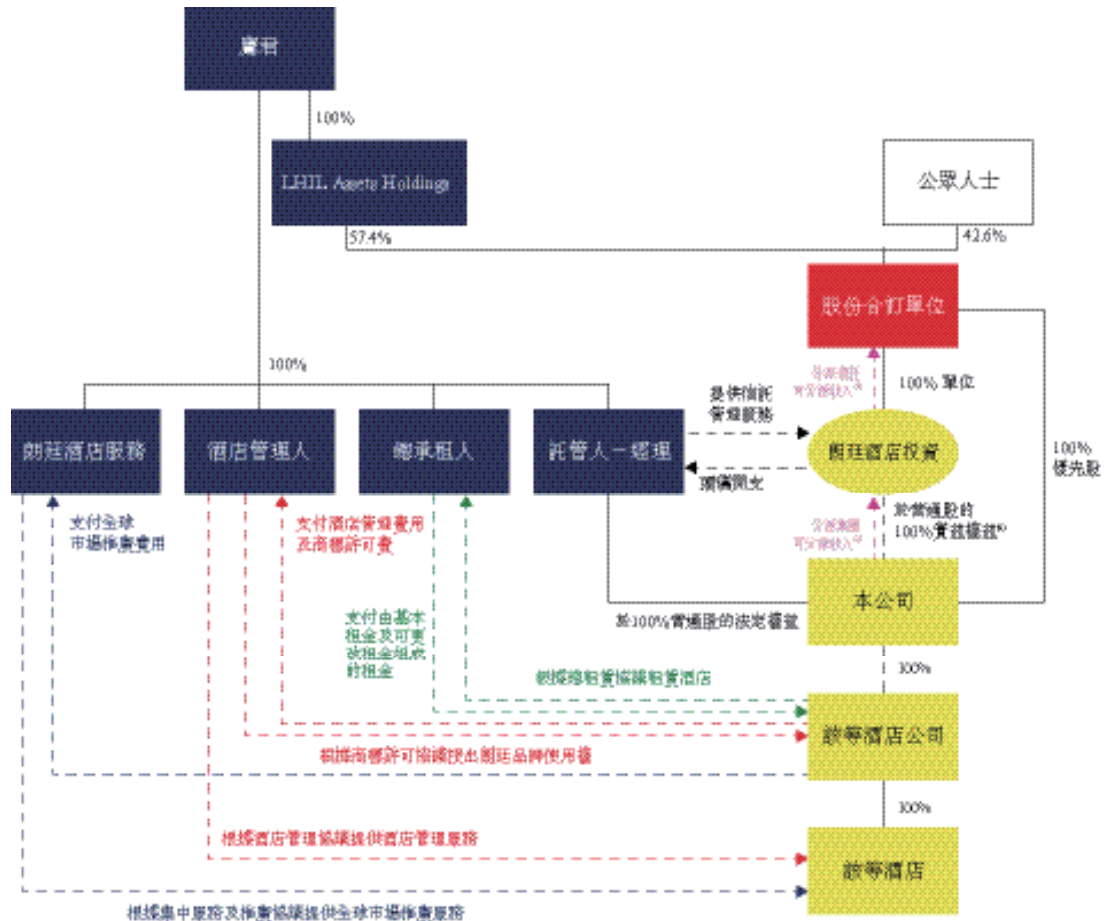 鷹君
100%
LHIL Assets Holdings
公眾人士
57.4%
42.6%
股份合訂單位
100%
100% 單位
提供信託
管理服務
朗廷酒店服務
酒店管理人
總承租人
託管人－經理
朗廷酒店投資
100%
優先股
補償開支
支付全球
市場推廣費用
支付酒店管理費用
及商標許可費
於普通股的
100%實益權益
本公司
支付由基本
租金及可更
改租金組成
的租金
於100%普通股的法定權益
根據總租賃協議租賃酒店
100%
該等酒店公司
根據商標許可協議授出朗廷品牌使用權
100%
根據酒店管理協議提供酒店管理服務
該等酒店
根據集中服務及推廣協議提供全球市場推廣服務